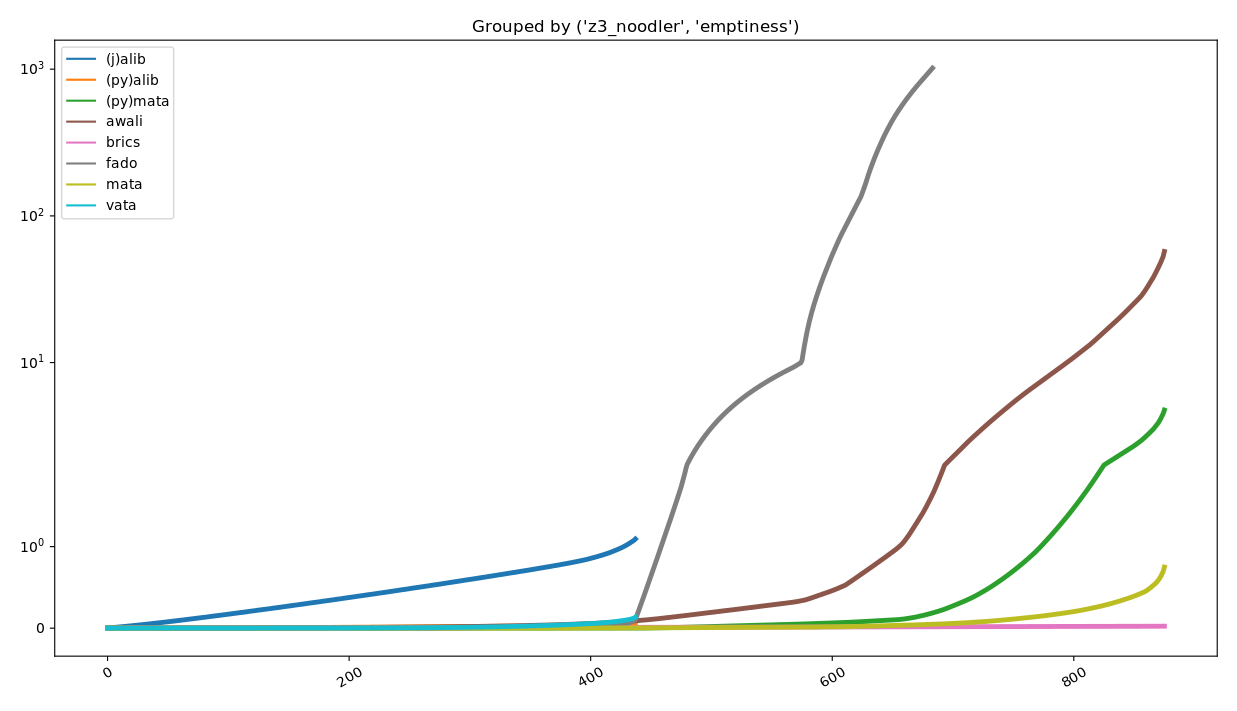 Grouped by ('z3_noodler', 'emptiness')
(j)alib
(py)alib
(py)mata
awali
brics
fado
mata
vata
10³
10²
10¹
10⁰
0
0
200
400
600
800